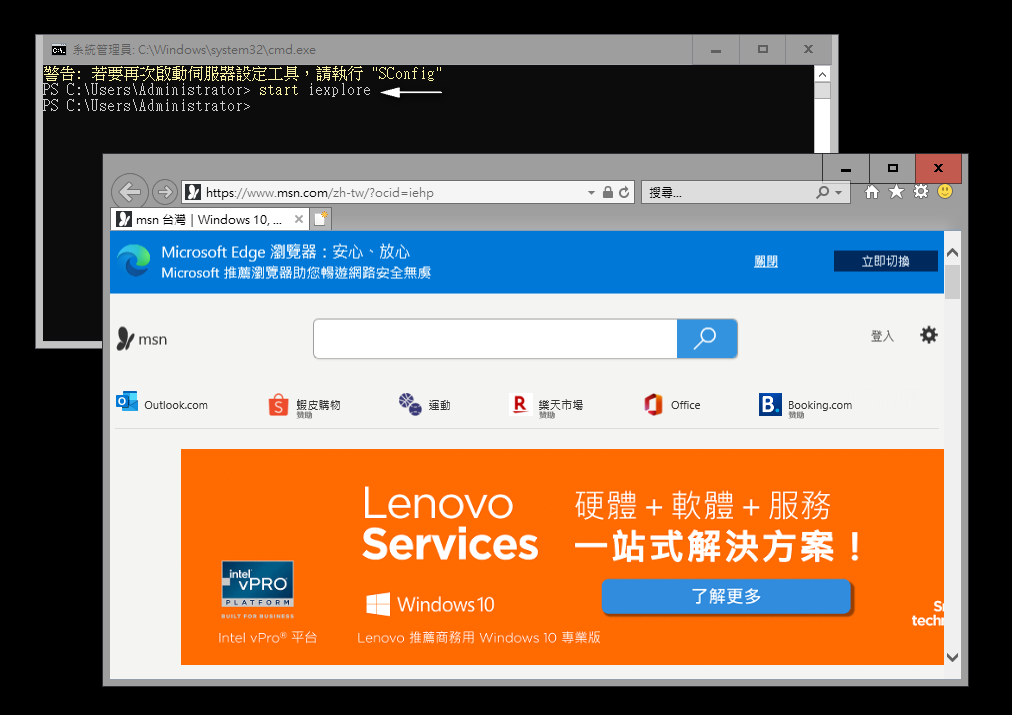 系統管理員: C:\Windows\system32\cmd.exe
警告: 若要再次啟動伺服器設定工具，請執行 "SConfig"
PS C:\Users\Administrator> start iexplore
PS C:\Users\Administrator>
https://www.msn.com/zh-tw/?ocid=iehp
搜尋...
msn 台灣 | Windows 10, ...
Microsoft Edge 瀏覽器：安心、放心
Microsoft 推薦瀏覽器助您暢遊網路安全無虞
關閉
立即切換
msn
登入
Outlook.com
蝦皮購物
贊助
運動
樂天市場
贊助
Office
Booking.com
贊助
Lenovo
Services
硬體 + 軟體 + 服務
一站式解決方案！
intel
vPRO
PLATFORM
BUILT FOR BUSINESS
Windows 10
了解更多
Intel vPro® 平台
Lenovo 推薦商務用 Windows 10 專業版